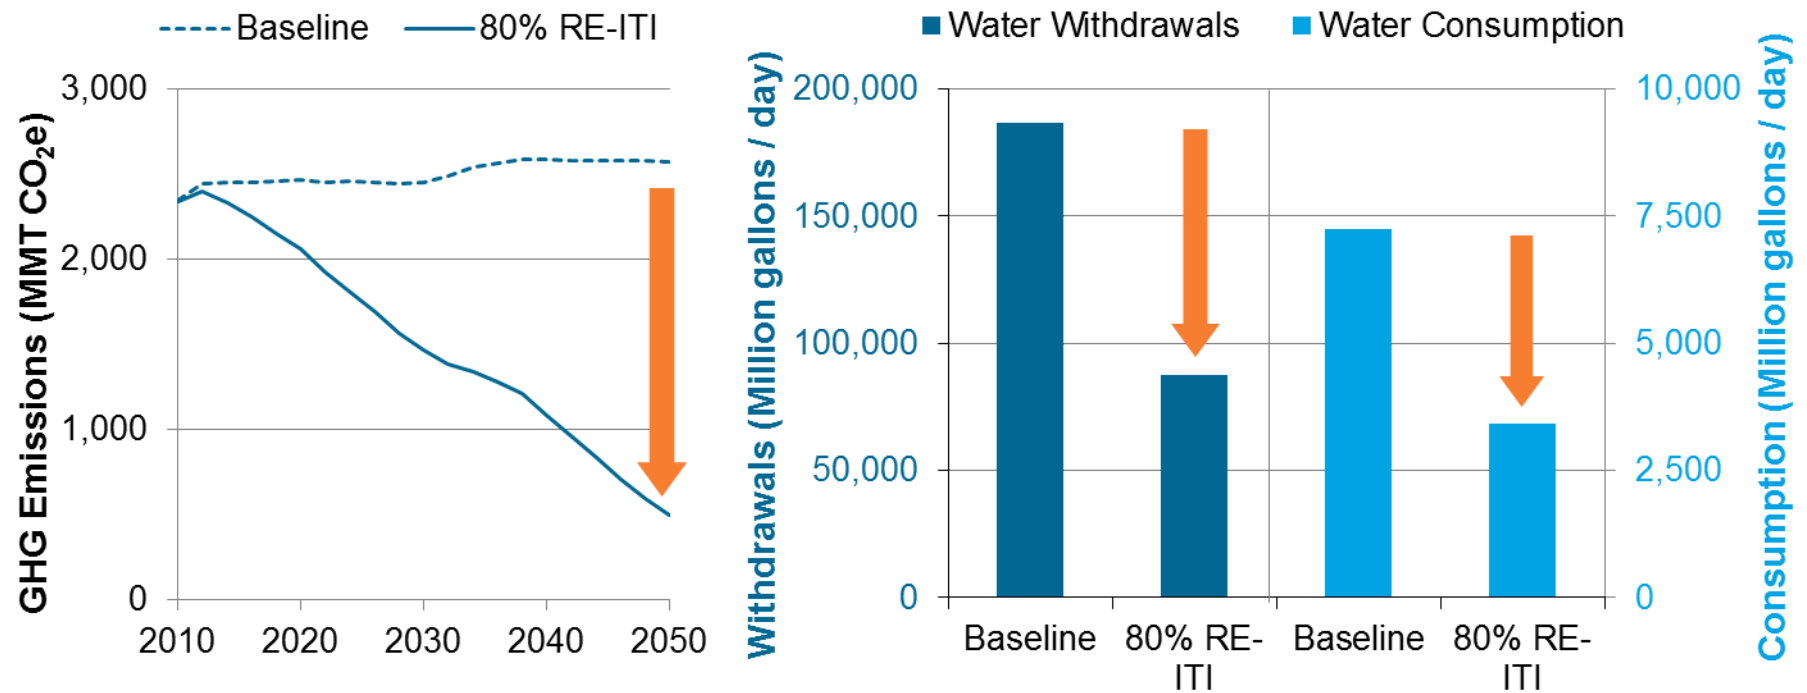 Baseline
80% RE-ITI
GHG Emissions (MMT CO₂e)
3,000
2,000
1,000
0
2010
2020
2030
2040
2050
Water Withdrawals
Water Consumption
Withdrawals (Million gallons / day)
200,000
150,000
100,000
50,000
0
Baseline
80% RE-
ITI
Baseline
80% RE-
ITI
10,000
7,500
5,000
2,500
0
Consumption (Million gallons / day)